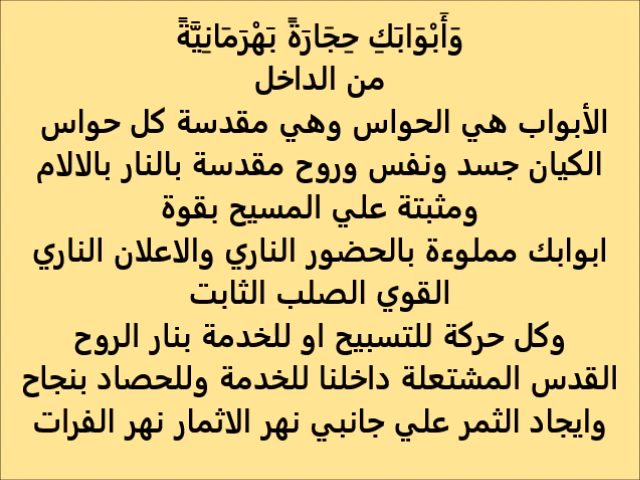 وَأَبْوَابَكِ حِجَارَةً بَهْرَمَانِيَّةً
من الداخل
الأبواب هي الحواس وهي مقدسة كل حواس
الكيان جسد ونفس وروح مقدسة بالنار بالالام
ومثبتة علي المسيح بقوة
ابوابك مملوءة بالحضور الناري والاعلان الناري
القوي الصلب الثابت
وكل حركة للتسبيح او للخدمة بنار الروح
القدس المشتعلة داخلنا للخدمة وللحصاد بنجاح
وايجاد الثمر علي جانبي نهر الاثمار نهر الفرات